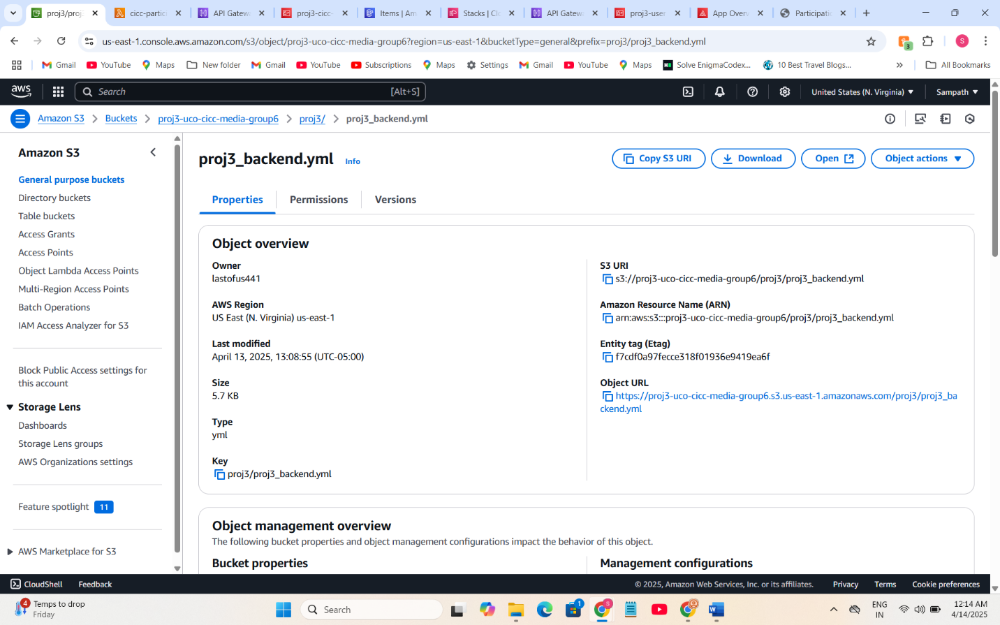 proj3/proj3
cicc-partici
API Gatew
proj3-cicc-
Items | Am
Stacks | Clo
API Gatew
proj3-user
App Over
Participatio
us-east-1.console.aws.amazon.com/s3/object/proj3-uco-cicc-media-group6?region=us-east-1&bucketType=general&prefix=proj3/proj3_backend.yml
3
S
Gmail
YouTube
Maps
New folder
Gmail
YouTube
Subscriptions
Maps
Settings
Gmail
YouTube
Maps
Solve EnigmaCodex...
10 Best Travel Blogs...
»
All Bookmarks
aws
Search
[Alt+S]
United States (N. Virginia)
Sampath
Amazon S3
Buckets
proj3-uco-cicc-media-group6
proj3/
proj3_backend.yml
Amazon S3
General purpose buckets
Directory buckets
Table buckets
Access Grants
Access Points
Object Lambda Access Points
Multi-Region Access Points
Batch Operations
IAM Access Analyzer for S3
Block Public Access settings for
this account
Storage Lens
Dashboards
Storage Lens groups
AWS Organizations settings
Feature spotlight 11
AWS Marketplace for S3
proj3_backend.yml Info
Copy S3 URI
Download
Open
Object actions
Properties
Permissions
Versions
Object overview
Owner
lastofus441
AWS Region
US East (N. Virginia) us-east-1
Last modified
April 13, 2025, 13:08:55 (UTC-05:00)
Size
5.7 KB
Type
yml
Key
proj3/proj3_backend.yml
S3 URI
s3://proj3-uco-cicc-media-group6/proj3/proj3_backend.yml
Amazon Resource Name (ARN)
arn:aws:s3:::proj3-uco-cicc-media-group6/proj3/proj3_backend.yml
Entity tag (Etag)
f7cdf0a97fecce318f01936e9419ea6f
Object URL
https://proj3-uco-cicc-media-group6.s3.us-east-1.amazonaws.com/proj3/proj3_ba
ckend.yml
Object management overview
The following bucket properties and object management configurations impact the behavior of this object.
Bucket properties
Management configurations
CloudShell
Feedback
© 2025, Amazon Web Services, Inc. or its affiliates.
Privacy
Terms
Cookie preferences
4
Temps to drop
Friday
Search
1
S
ENG
IN
12:14 AM
4/14/2025